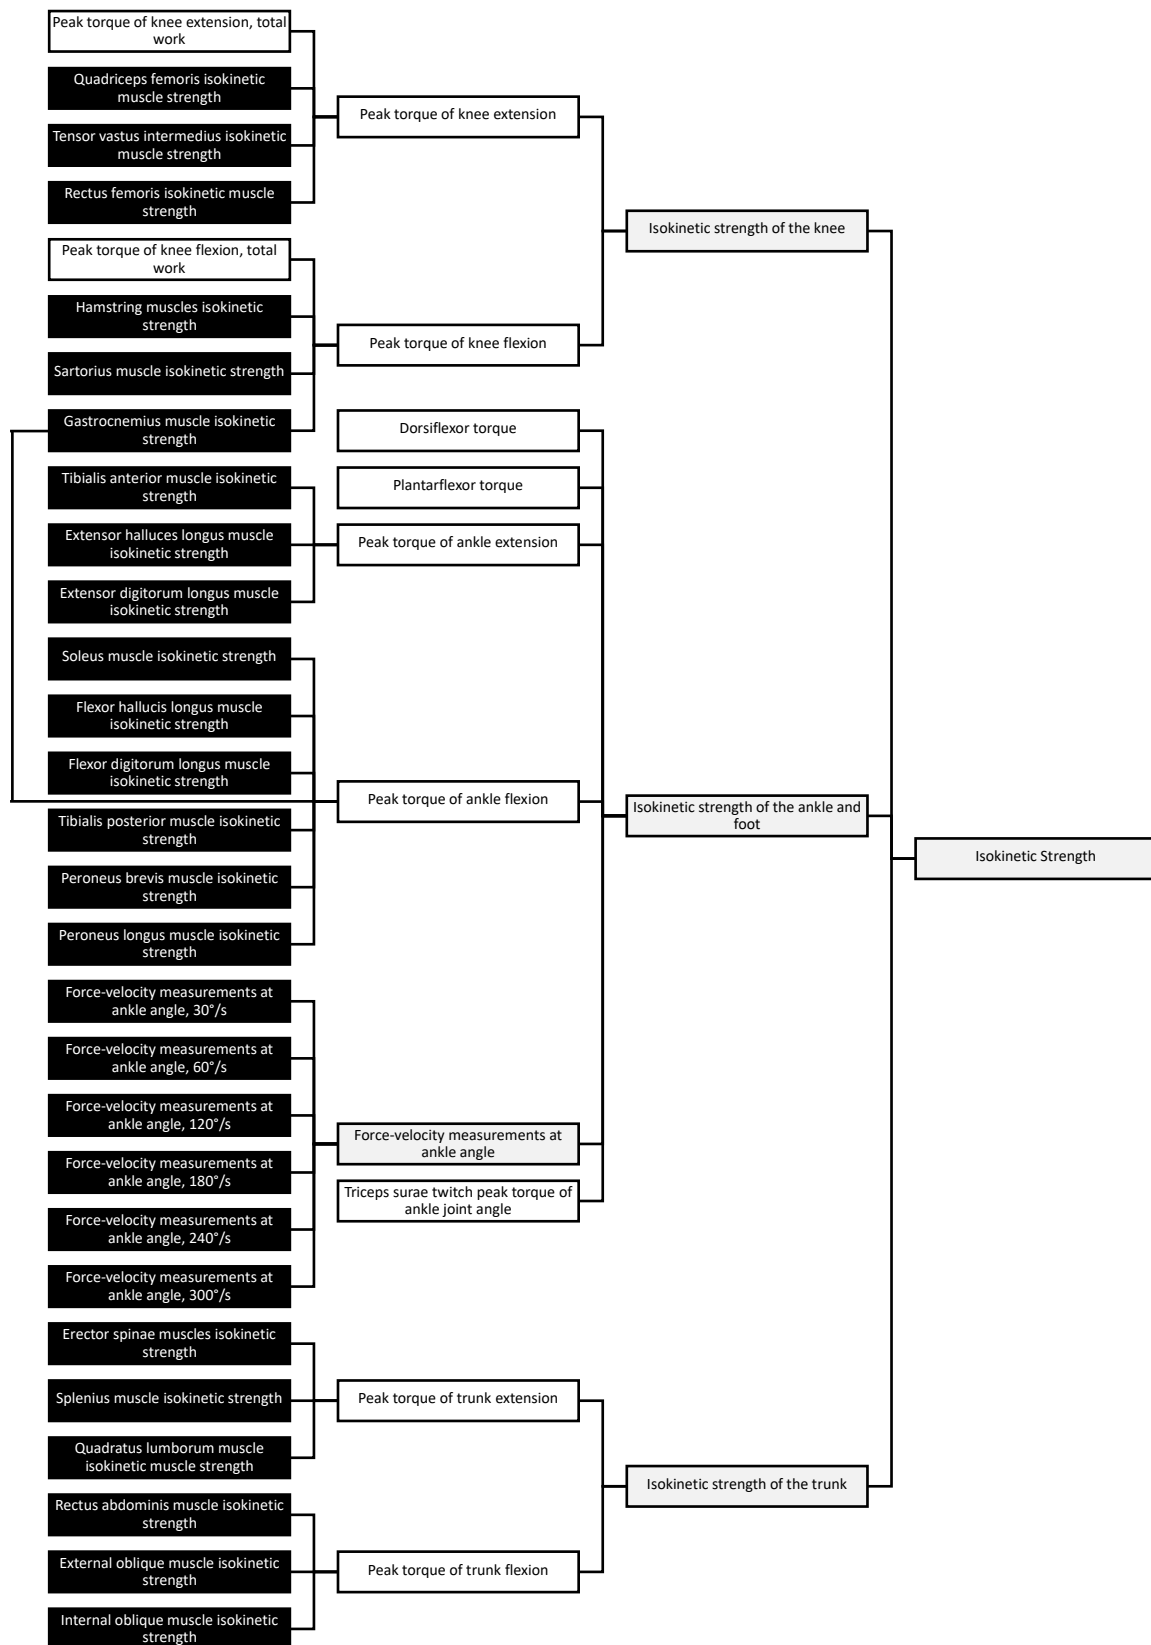 Peak torque of knee extension, total
work
Quadriceps femoris isokinetic
muscle strength
Tensor vastus intermedius isokinetic
muscle strength
Rectus femoris isokinetic muscle
strength
Peak torque of knee flexion, total
work
Hamstring muscles isokinetic
strength
Sartorius muscle isokinetic strength
Gastrocnemius muscle isokinetic
strength
Tibialis anterior muscle isokinetic
strength
Extensor halluces longus muscle
isokinetic strength
Extensor digitorum longus muscle
isokinetic strength
Soleus muscle isokinetic strength
Flexor hallucis longus muscle
isokinetic strength
Flexor digitorum longus muscle
isokinetic strength
Tibialis posterior muscle isokinetic
strength
Peroneus brevis muscle isokinetic
strength
Peroneus longus muscle isokinetic
strength
Force-velocity measurements at
ankle angle, 30°/s
Force-velocity measurements at
ankle angle, 60°/s
Force-velocity measurements at
ankle angle, 120°/s
Force-velocity measurements at
ankle angle, 180°/s
Force-velocity measurements at
ankle angle, 240°/s
Force-velocity measurements at
ankle angle, 300°/s
Erector spinae muscles isokinetic
strength
Splenius muscle isokinetic strength
Quadratus lumborum muscle
isokinetic muscle strength
Rectus abdominis muscle isokinetic
strength
External oblique muscle isokinetic
strength
Internal oblique muscle isokinetic
strength
Peak torque of knee extension
Peak torque of knee flexion
Dorsiflexor torque
Plantarflexor torque
Peak torque of ankle extension
Peak torque of ankle flexion
Force-velocity measurements at
ankle angle
Triceps surae twitch peak torque of
ankle joint angle
Peak torque of trunk extension
Peak torque of trunk flexion
Isokinetic strength of the knee
Isokinetic strength of the ankle and
foot
Isokinetic strength of the trunk
Isokinetic Strength